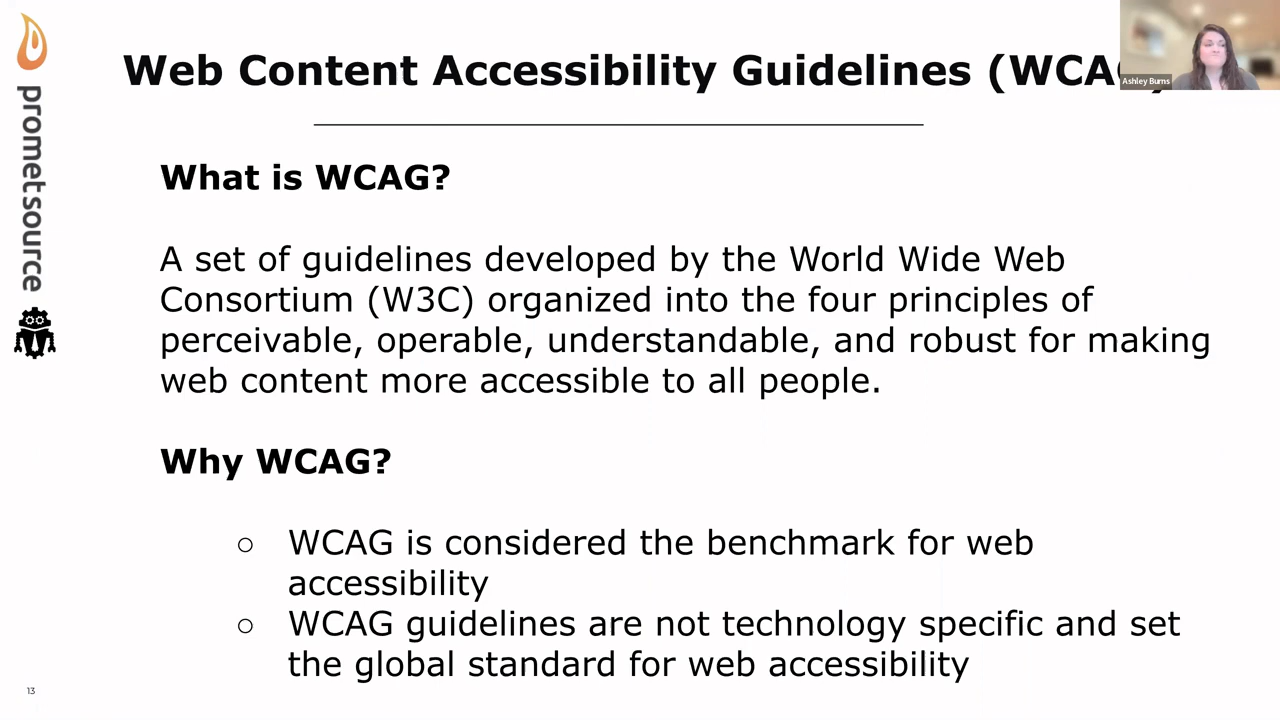 Web Content Accessibility Guidelines (WCAG)
Ashley Burns
prometsource
What is WCAG?
A set of guidelines developed by the World Wide Web
Consortium (W3C) organized into the four principles of
perceivable, operable, understandable, and robust for making
web content more accessible to all people.
Why WCAG?
○ WCAG is considered the benchmark for web
accessibility
○ WCAG guidelines are not technology specific and set
the global standard for web accessibility
13